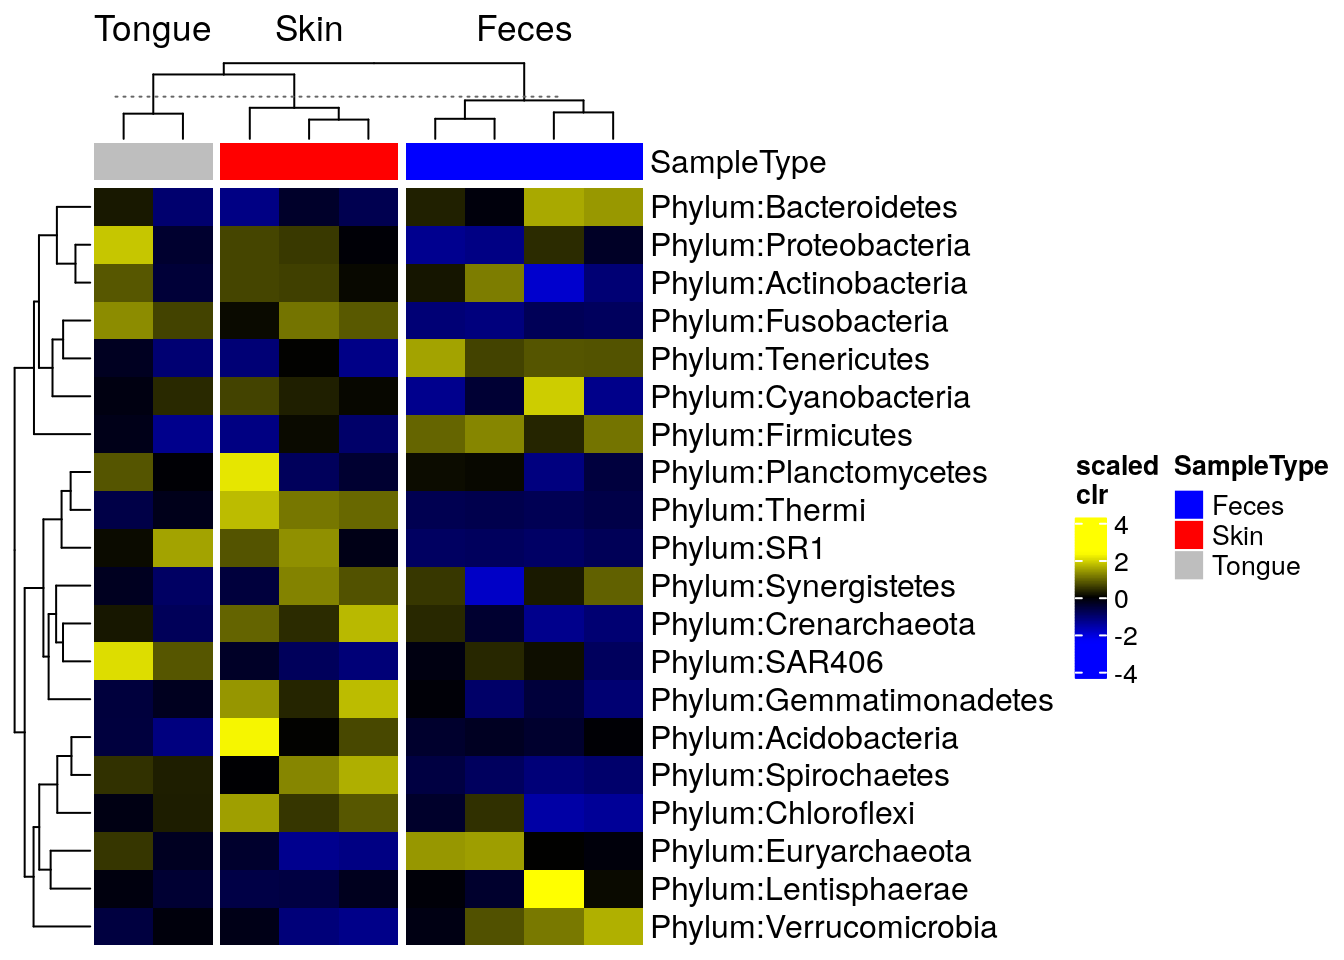 Tongue Skin Feces
SampleType
Phylum:Bacteroidetes
Phylum:Proteobacteria
Phylum:Actinobacteria
Phylum:Fusobacteria
Phylum:Tenericutes
Phylum:Cyanobacteria
Phylum:Firmicutes
Phylum:Planctomycetes
Phylum:Thermi
Phylum:SR1
Phylum:Synergistetes
Phylum:Crenarchaeota
Phylum:SAR406
Phylum:Gemmatimonadetes
Phylum:Acidobacteria
Phylum:Spirochaetes
Phylum:Chloroflexi
Phylum:Euryarchaeota
Phylum:Lentisphaerae
Phylum:Verrucomicrobia
scaled
clr
4
2
0
-2
-4
SampleType
Feces
Skin
Tongue